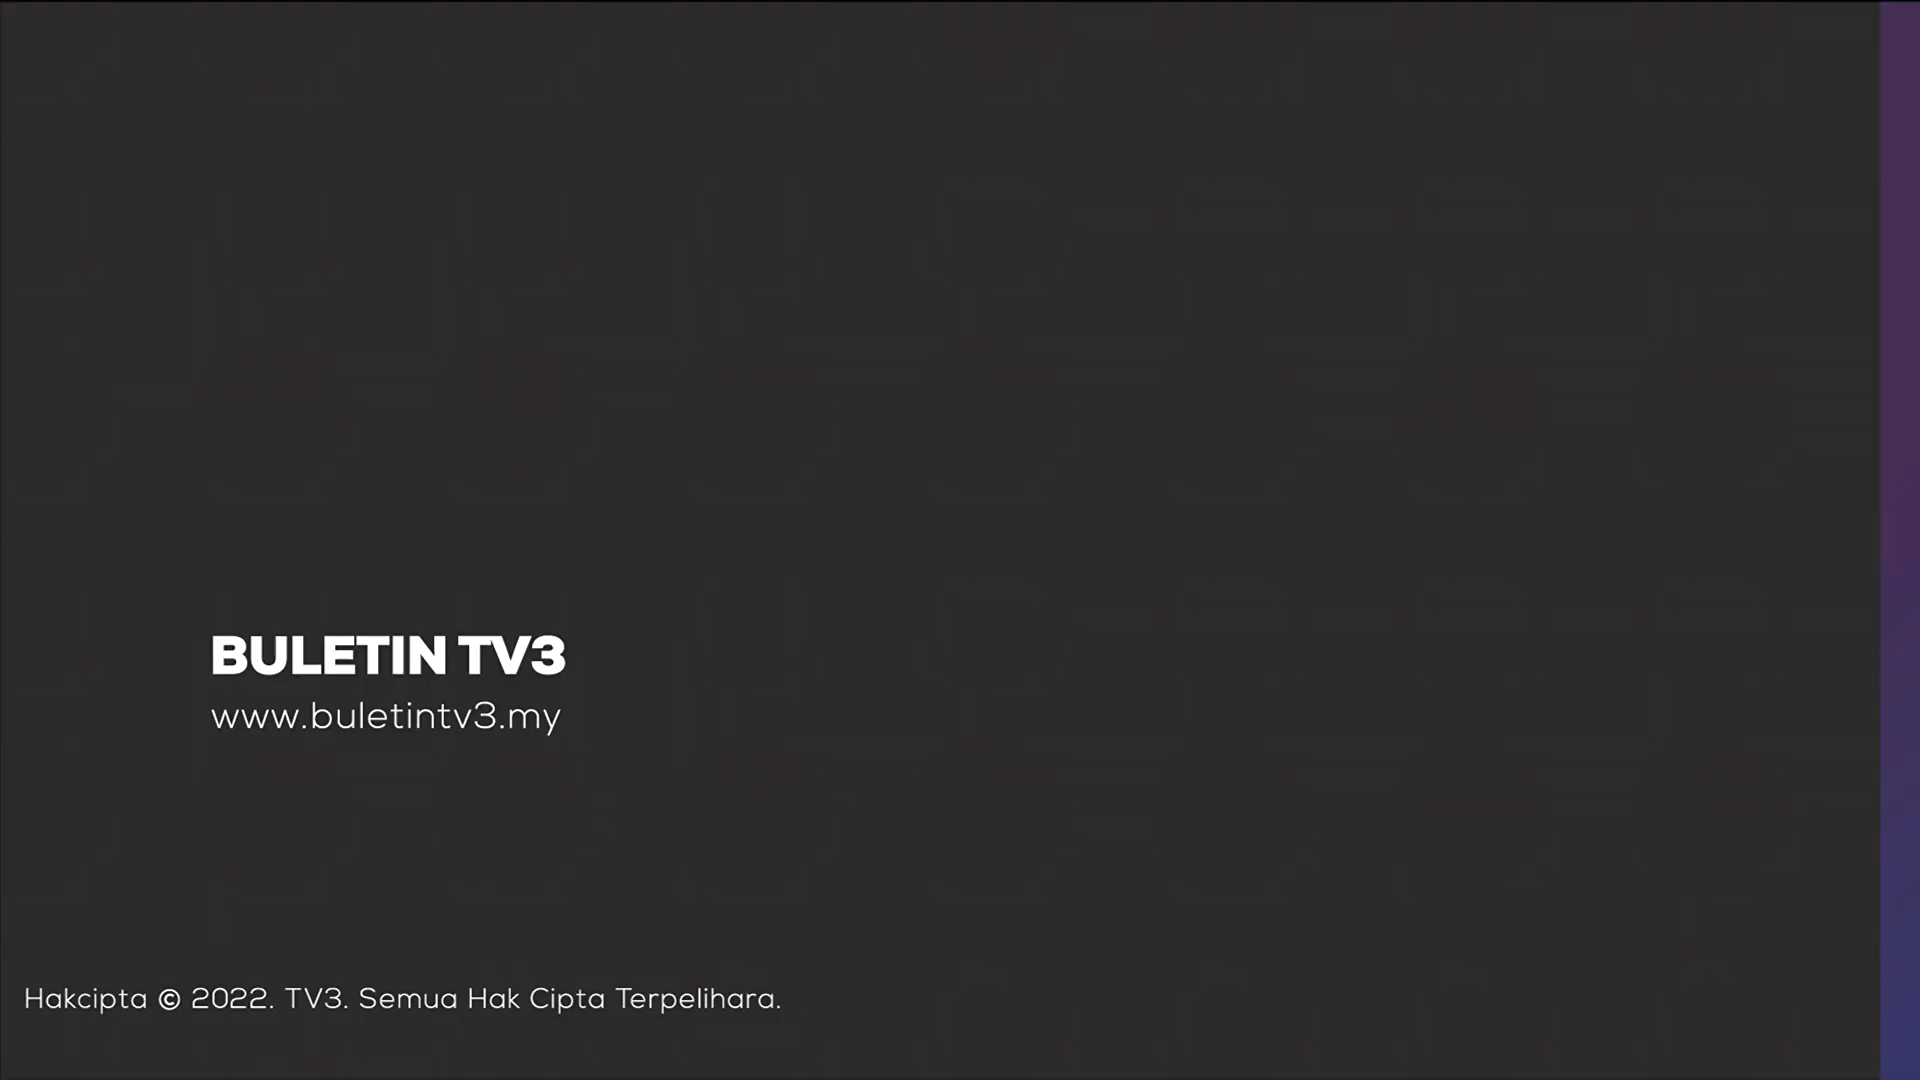 BULETIN TV3
www.buletintv3.my
Hakcipta © 2022. TV3. Semua Hak Cipta Terpelihara.